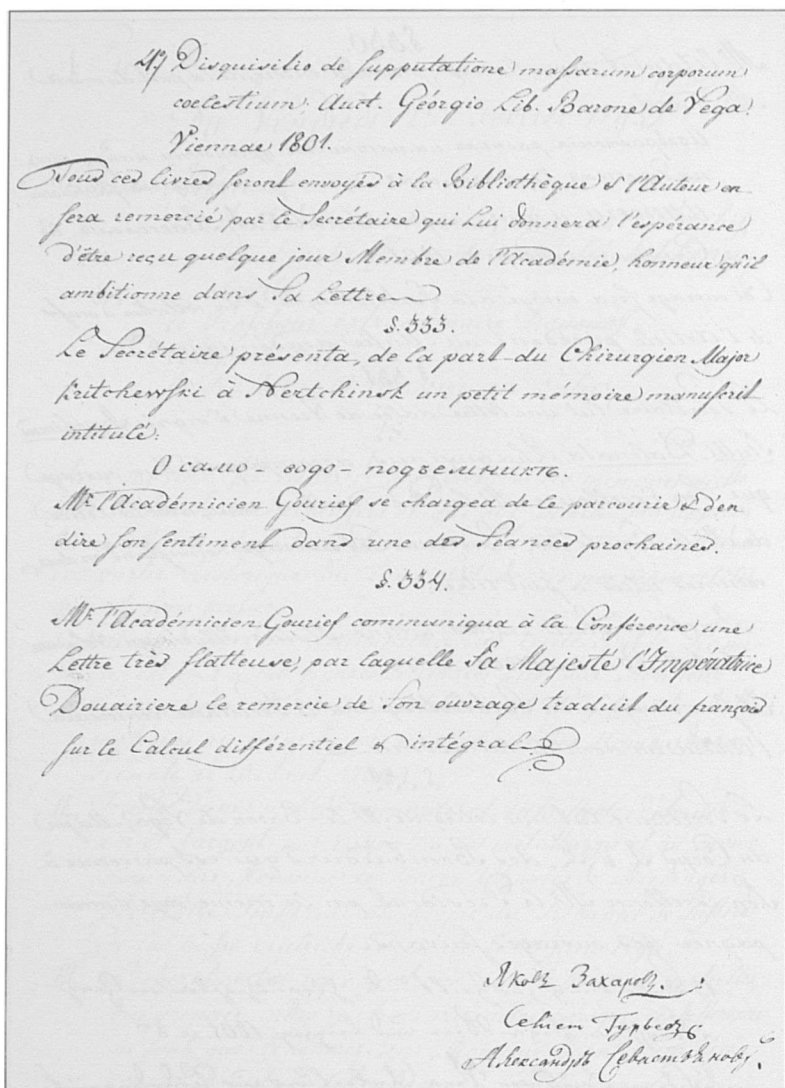 4.) Disquisitio de supputatione massarum corporum
coelestium. Auct. Géorgio Lib. Barone de Vega.
Viennae 1801.
Tous ces livres seront envoyés à la Bibliothèque & l'Auteur en
sera remercié par le Secrétaire qui Lui donnera l'espérance
d'être reçu quelque jour Membre de l'Académie, honneur qu'il
ambitionne dans Sa Lettre
§. 333.
Le Secrétaire présenta, de la part du Chirurgien Major
Kritchewski à Nertchinsk un petit mémoire manuscrit
intitulé:
О само-водо-подъемникѣ.
Mr. l'Académicien Gourief se chargea de le parcourir & d'en
dire son sentiment dans une des Séances prochaines.
§. 334.
Mr. l'Académicien Gourief communiqua à la Conférence une
Lettre très flatteuse, par laquelle Sa Majesté l'Impératrice
Douairiere le remercie de Son ouvrage traduit du françois
sur le Calcul différentiel & intégral.
Яковъ Захаровъ.
Семенъ Гурьевъ
Александръ Севастьяновъ.